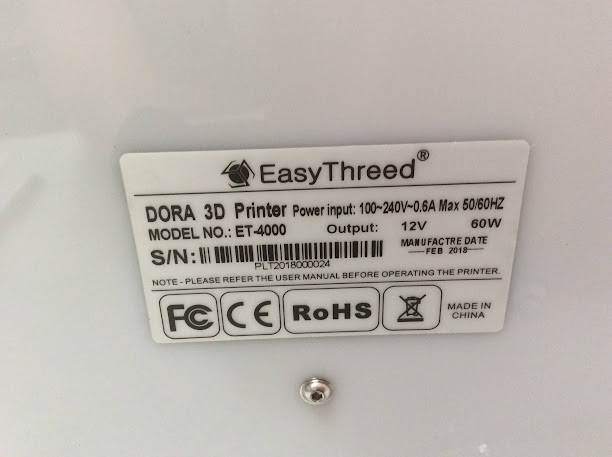 EasyThreed®
DORA 3D Printer Power input: 100~240V~0.6A Max 50/60HZ
MODEL NO.: ET-4000 Output: 12V 60W
S/N: MANUFACTRE DATE
FEB 2018
PLT2018000024
NOTE - PLEASE REFER THE USER MANUAL BEFORE OPERATING THE PRINTER.
FC CE RoHS MADE IN
CHINA